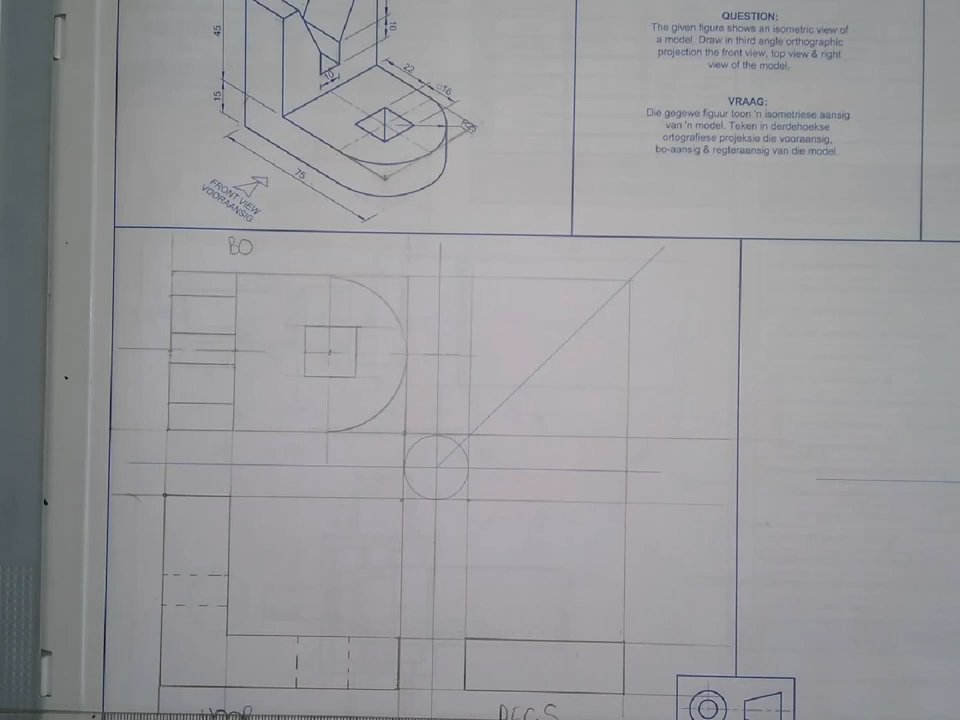 45
15
10
10
22
□16
R25
75
FRONT VIEW
VOORAANSIG
QUESTION:
The given figure shows an isometric view of
a model. Draw in third angle orthographic
projection the front view, top view & right
view of the model.
VRAAG:
Die gegewe figuur toon 'n isometriese aansig
van 'n model. Teken in derdehoekse
ortografiese projeksie die vooraansig,
bo-aansig & regteraansig van die model.
BO